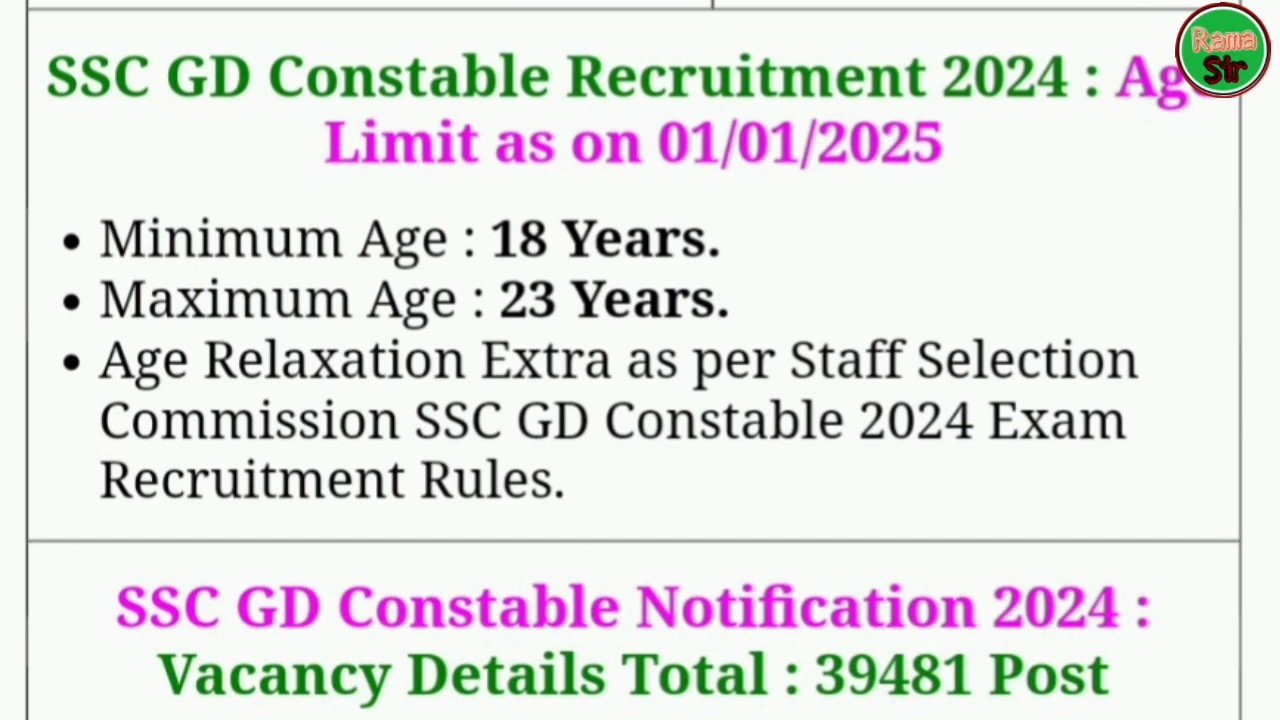 Rama
Sir
SSC GD Constable Recruitment 2024 : Age
Limit as on 01/01/2025
• Minimum Age : 18 Years.
• Maximum Age : 23 Years.
• Age Relaxation Extra as per Staff Selection
Commission SSC GD Constable 2024 Exam
Recruitment Rules.
SSC GD Constable Notification 2024 :
Vacancy Details Total : 39481 Post